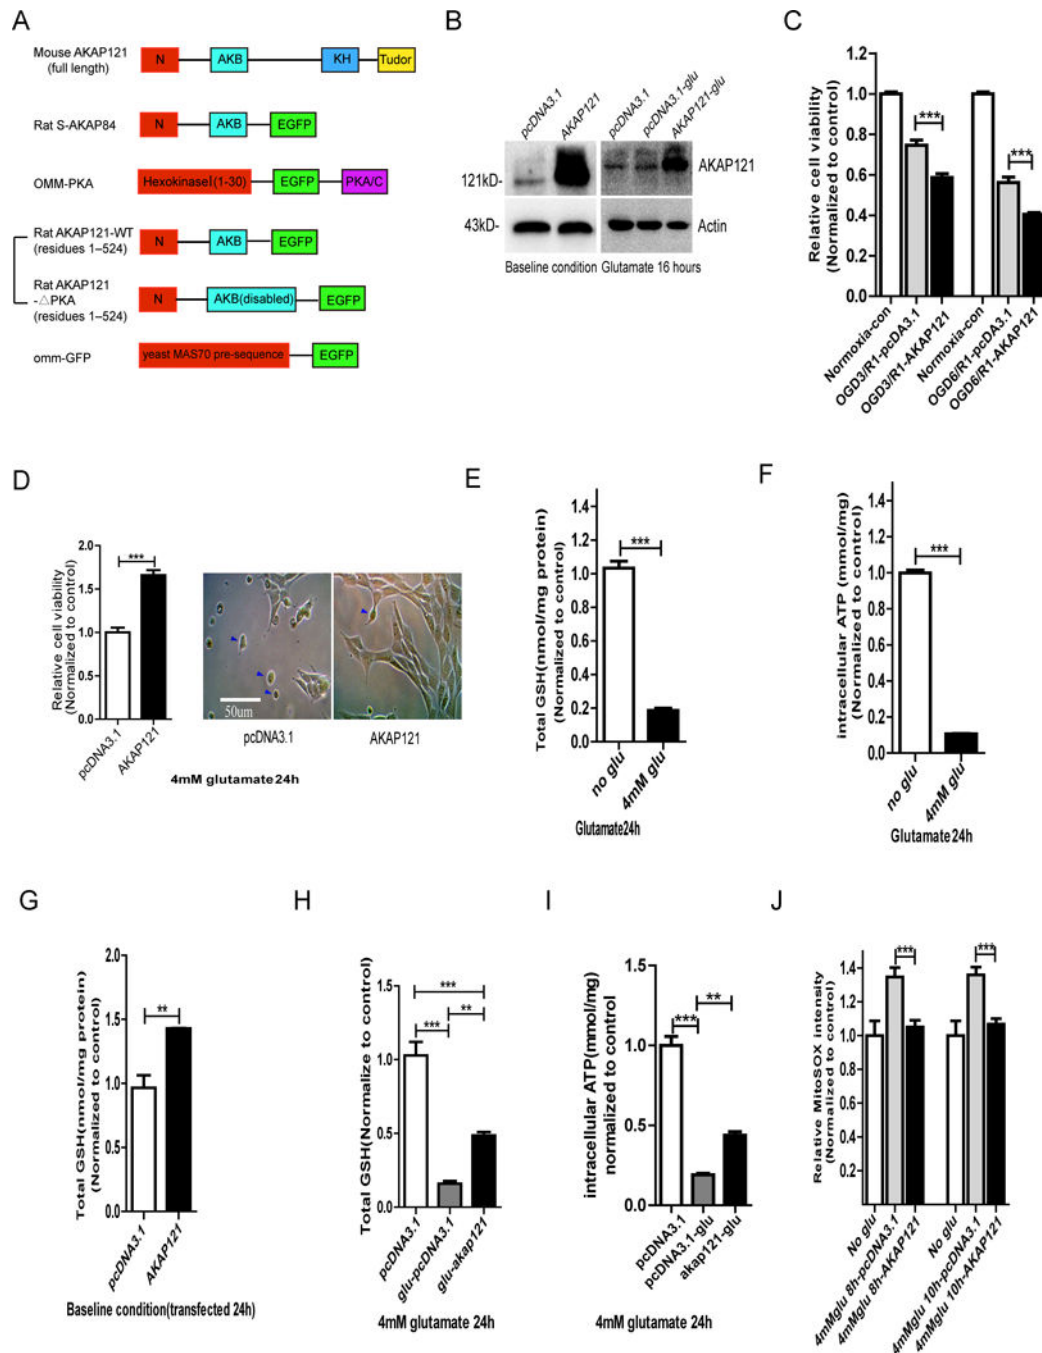 A
Mouse AKAP121
(full length)
N
AKB
KH
Tudor
Rat S-AKAP84
N
AKB
EGFP
OMM-PKA
HexokinaseI(1-30)
EGFP
PKA/C
Rat AKAP121-WT
(residues 1–524)
N
AKB
EGFP
Rat AKAP121
-△PKA
(residues 1–524)
N
AKB(disabled)
EGFP
omm-GFP
yeast MAS70 pre-sequence
EGFP
B
pcDNA3.1
AKAP121
pcDNA3.1
pcDNA3.1-glu
AKAP121-glu
121kD-
AKAP121
43kD-
Actin
Baseline condition
Glutamate 16 hours
C
Relative cell viability
(Normalized to control)
1.2
1.0
0.8
0.6
0.4
0.2
0.0
***
***
Normoxia-con
OGD3/R1-pcDA3.1
OGD3/R1-AKAP121
Normoxia-con
OGD6/R1-pcDA3.1
OGD6/R1-AKAP121
D
Relative cell viability
(Normalized to control)
2.0
1.5
1.0
0.5
0.0
***
pcDNA3.1
AKAP121
50um
pcDNA3.1
AKAP121
4mM glutamate24h
E
Total GSH(nmol/mg protein)
(Normalized to control)
1.4
1.2
1.0
0.8
0.6
0.4
0.2
0.0
***
no glu
4mM glu
Glutamate24h
F
intracellular ATP (mmol/mg)
(Normalized to control)
1.4
1.2
1.0
0.8
0.6
0.4
0.2
0.0
***
no glu
4mM glu
Glutamate24h
G
Total GSH(nmol/mg protein)
(Normalized to control)
2.0
1.5
1.0
0.5
0.0
**
pcDNA3.1
AKAP121
Baseline condition(transfected 24h)
H
Total GSH(Normalize to control)
1.5
1.0
0.5
0.0
***
***
**
pcDNA3.1
glu-pcDNA3.1
glu-akap121
4mM glutamate 24h
I
intracellular ATP(mmol/mg)
normalized to control
1.5
1.0
0.5
0.0
***
**
pcDNA3.1
pcDNA3.1-glu
akap121-glu
4mM glutamate 24h
J
Relative MitoSOX intensity
(Normalized to control)
1.4
1.2
1.0
0.8
0.6
0.4
0.2
***
***
No glu
4mMglu 8h-pcDNA3.1
4mMglu 8h-AKAP121
No glu
4mMglu 10h-pcDNA3.1
4mMglu 10h-AKAP121